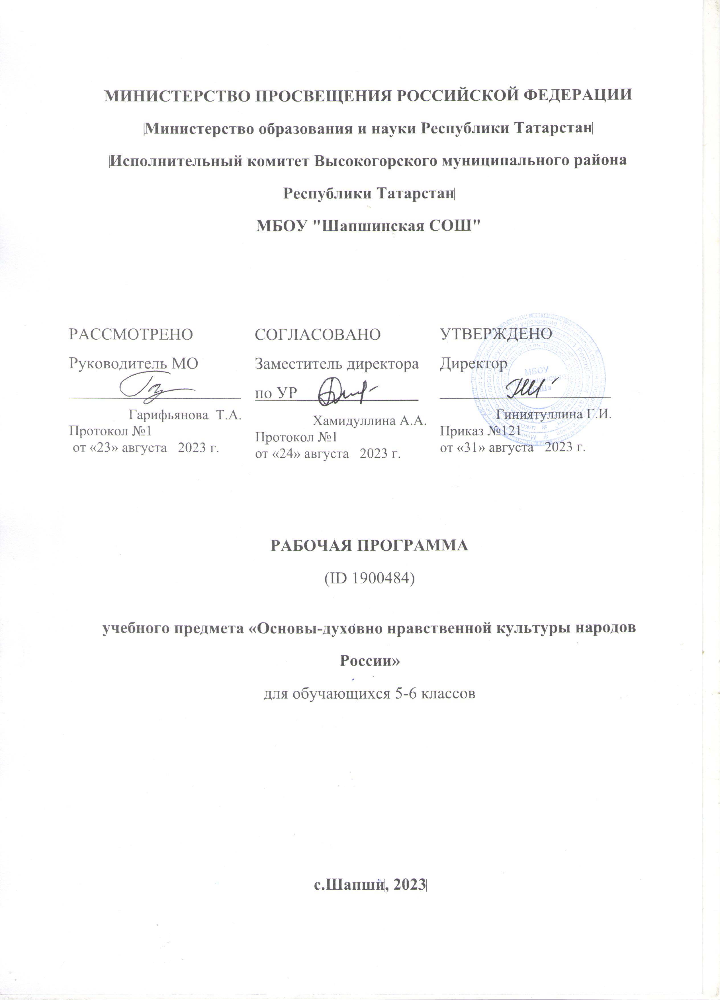 МИНИСТЕРСТВО ПРОСВЕЩЕНИЯ РОССИЙСКОЙ ФЕДЕРАЦИИ
Министерство образования и науки Республики Татарстан
Исполнительный комитет Высокогорского муниципального района
Республики Татарстан
МБОУ "Шапшинская СОШ"
РАССМОТРЕНО
Руководитель МО
Гарифьянова Т.А.
Протокол №1
от «23» августа 2023 г.
СОГЛАСОВАНО
Заместитель директора
по УР
Хамидуллина А.А.
Протокол №1
от «24» августа 2023 г.
УТВЕРЖДЕНО
Директор
МБОУ
СОШ»
Гиниятуллина Г.И.
Приказ №121
от «31» августа 2023 г.
РАБОЧАЯ ПРОГРАММА
(ID 1900484)
учебного предмета «Основы-духовно нравственной культуры народов
России»
для обучающихся 5-6 классов
с.Шапши, 2023